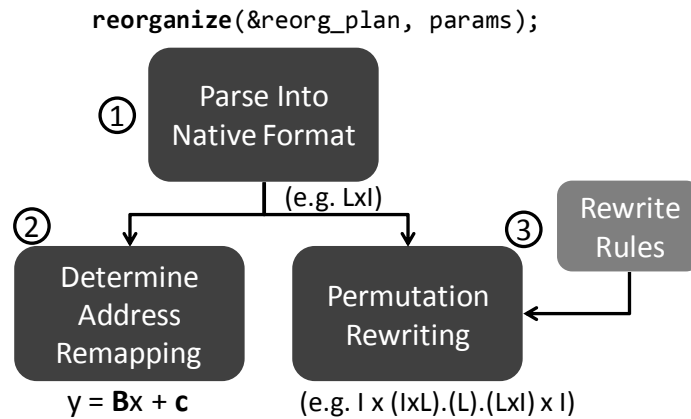 reorganize(&reorg_plan, params);
1
Parse Into
Native Format
(e.g. LxI)
2
3
Rewrite
Rules
Determine
Address
Remapping
Permutation
Rewriting
y = Bx + c
(e.g. I x (IxL).(L).(LxI) x I)